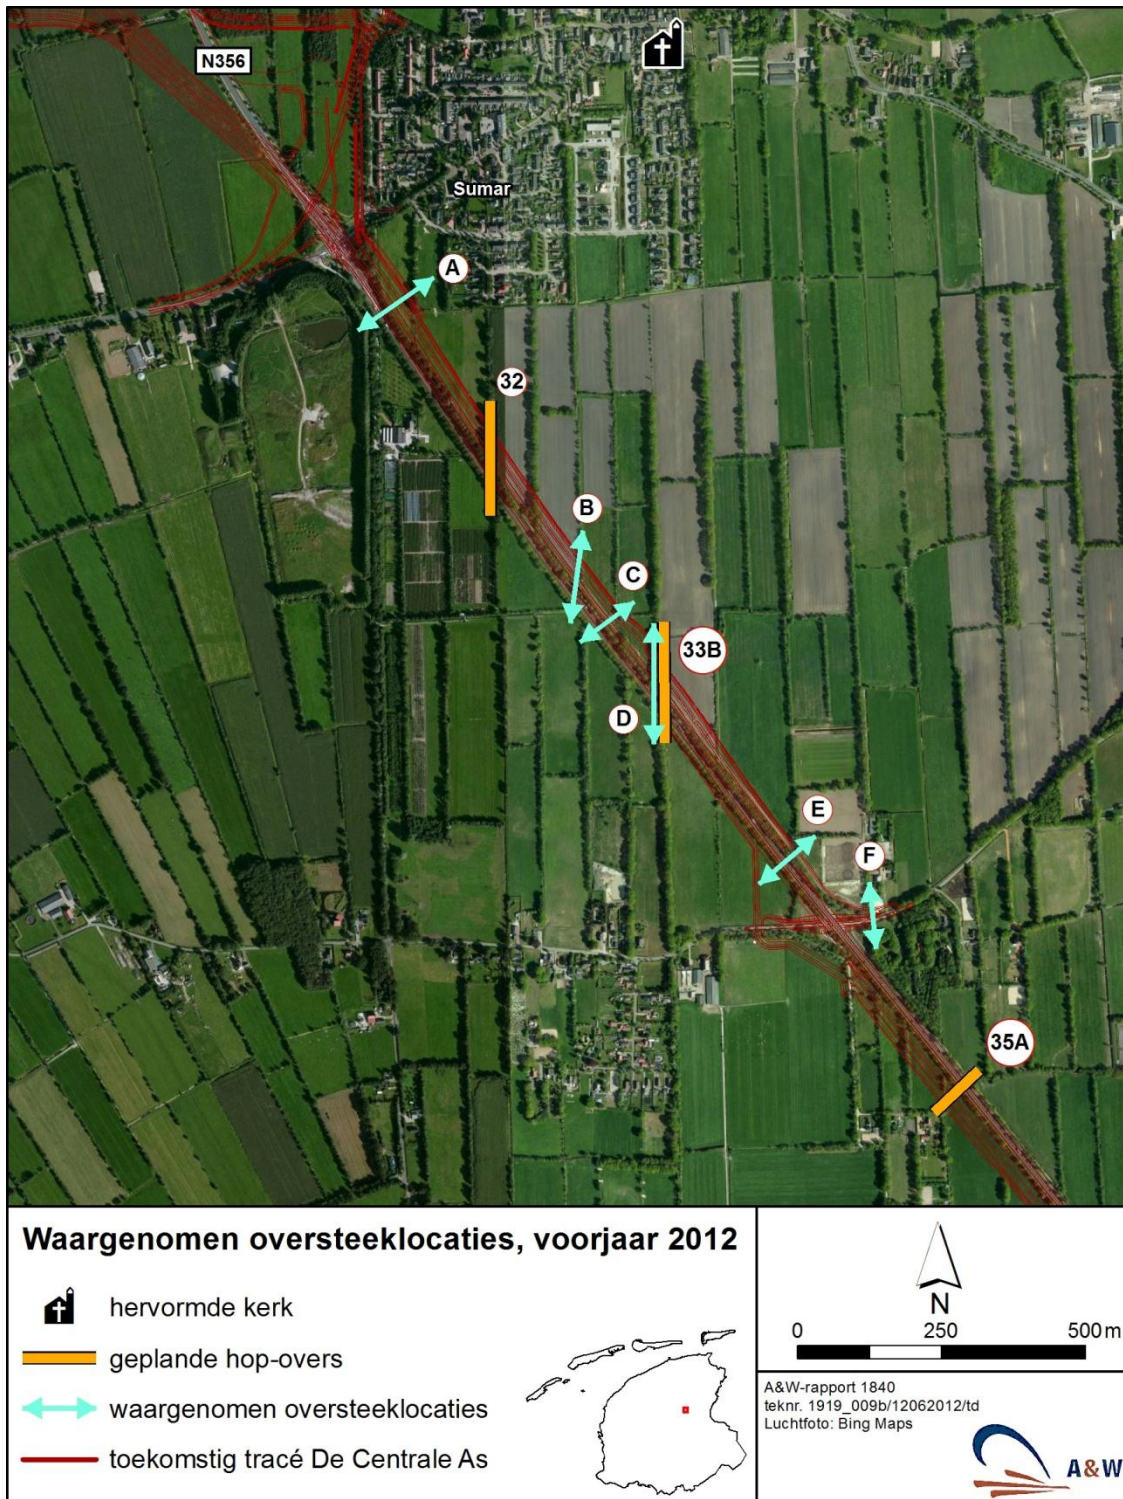 N356
Sumar
A
32
B
C
33B
D
E
F
35A
Waargenomen oversteeklocaties, voorjaar 2012
hervormde kerk
geplande hop-overs
waargenomen oversteeklocaties
toekomstig tracé De Centrale As
N
0 250 500 m
A&W-rapport 1840
teknr. 1919_009b/12062012/td
Luchtfoto: Bing Maps
A&W